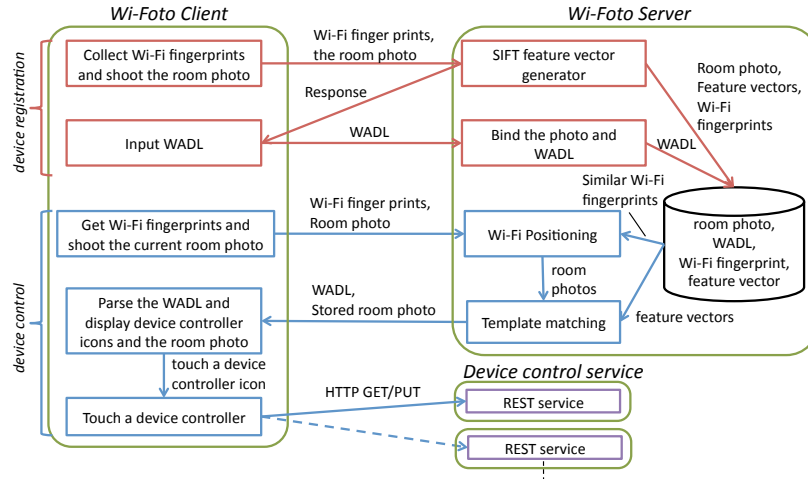 Wi-Foto Client
Wi-Foto Server
device registration
Collect Wi-Fi fingerprints
and shoot the room photo
Wi-Fi finger prints,
the room photo
SIFT feature vector
generator
Response
Room photo,
Feature vectors,
Wi-Fi
fingerprints
Input WADL
WADL
Bind the photo and
WADL
WADL
Similar Wi-Fi
fingerprints
device control
Get Wi-Fi fingerprints and
shoot the current room photo
Wi-Fi finger prints,
Room photo
Wi-Fi Positioning
room photo,
WADL,
Wi-Fi fingerprint,
feature vector
room
photos
Parse the WADL and
display device controller
icons and the room photo
WADL,
Stored room photo
Template matching
feature vectors
touch a device
controller icon
Device control service
Touch a device controller
HTTP GET/PUT
REST service
REST service